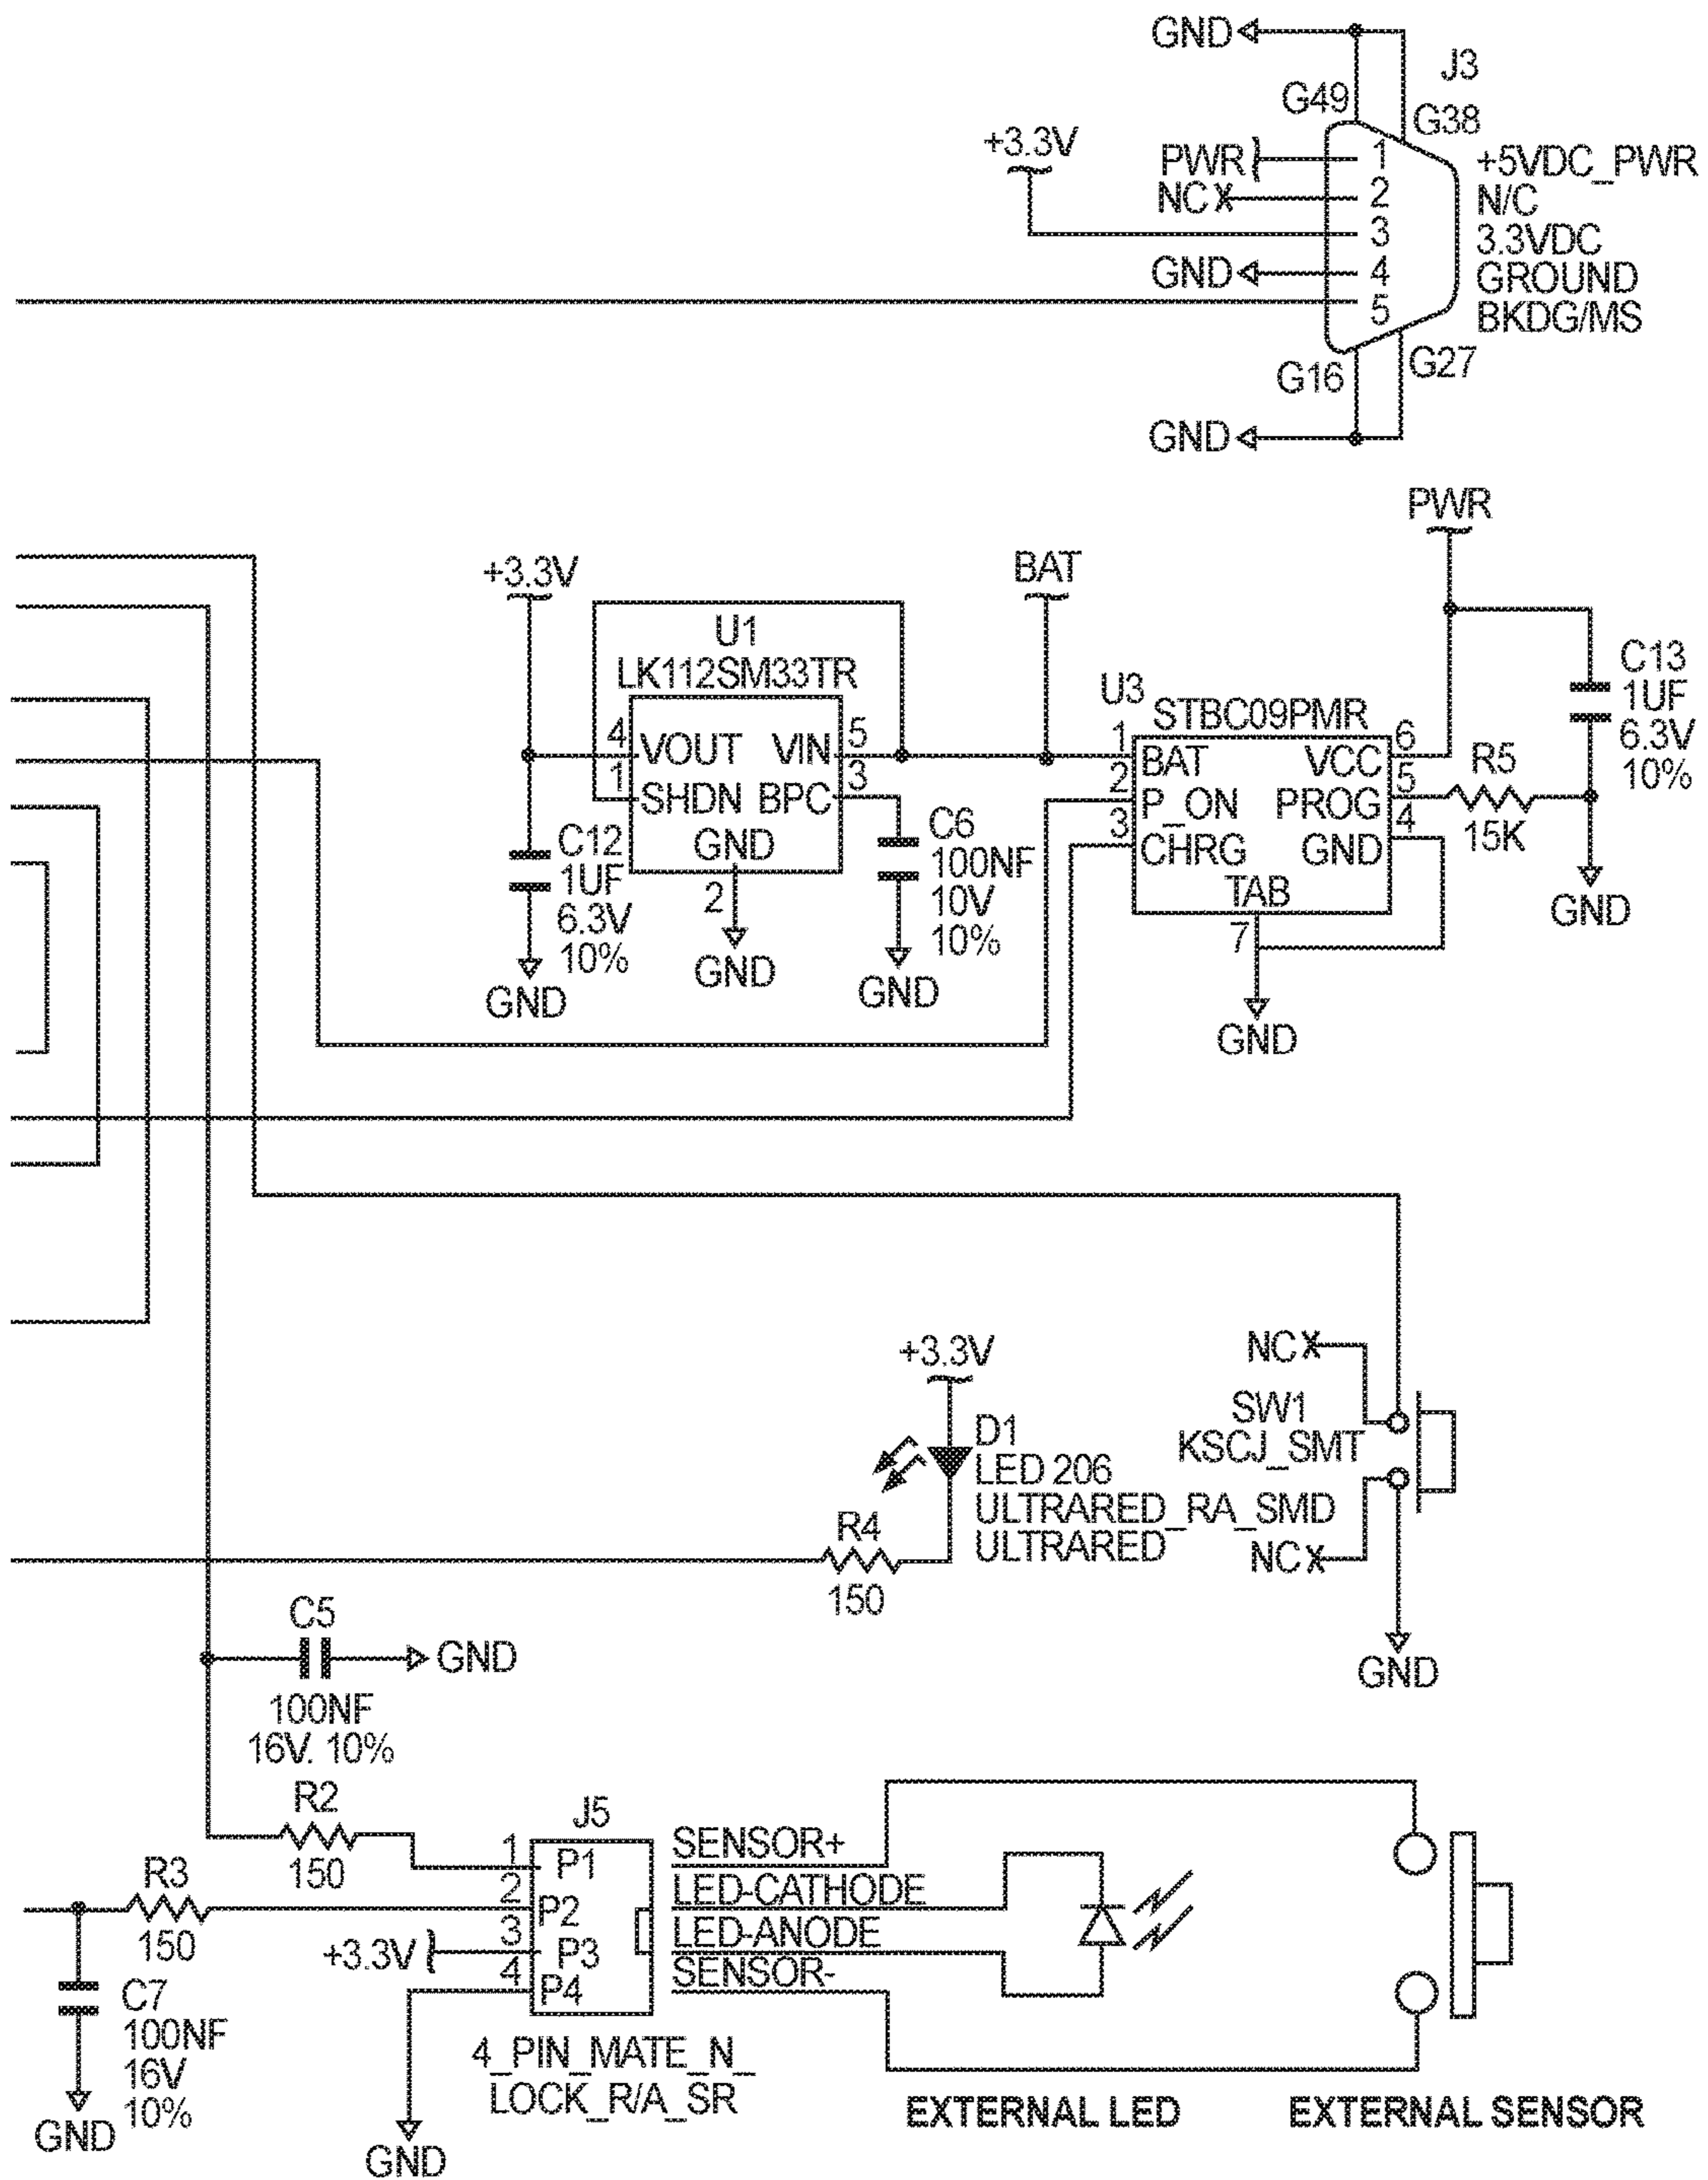 GND
J3
G49
G38
+3.3V
PWR
1
+5VDC_PWR
NC
2
N/C
3
3.3VDC
GND
4
GROUND
5
BKDG/MS
G16
G27
GND
PWR
+3.3V
BAT
U1
LK112SM33TR
4
VOUT
VIN
5
1
SHDN
BPC
3
GND
2
GND
C12
1UF
6.3V
10%
GND
C6
100NF
10V
10%
GND
U3
STBC09PMR
1
BAT
VCC
6
2
P_ON
PROG
5
3
CHRG
GND
4
TAB
7
GND
R5
15K
C13
1UF
6.3V
10%
GND
+3.3V
D1
LED 206
ULTRARED_RA_SMD
ULTRARED
R4
150
NC
SW1
KSCJ_SMT
NC
GND
C5
GND
100NF
16V. 10%
R2
150
R3
150
C7
100NF
16V
10%
GND
J5
1
P1
2
P2
3
P3
4
P4
+3.3V
GND
4_PIN_MATE_N_
LOCK_R/A_SR
SENSOR+
LED-CATHODE
LED-ANODE
SENSOR-
EXTERNAL LED
EXTERNAL SENSOR